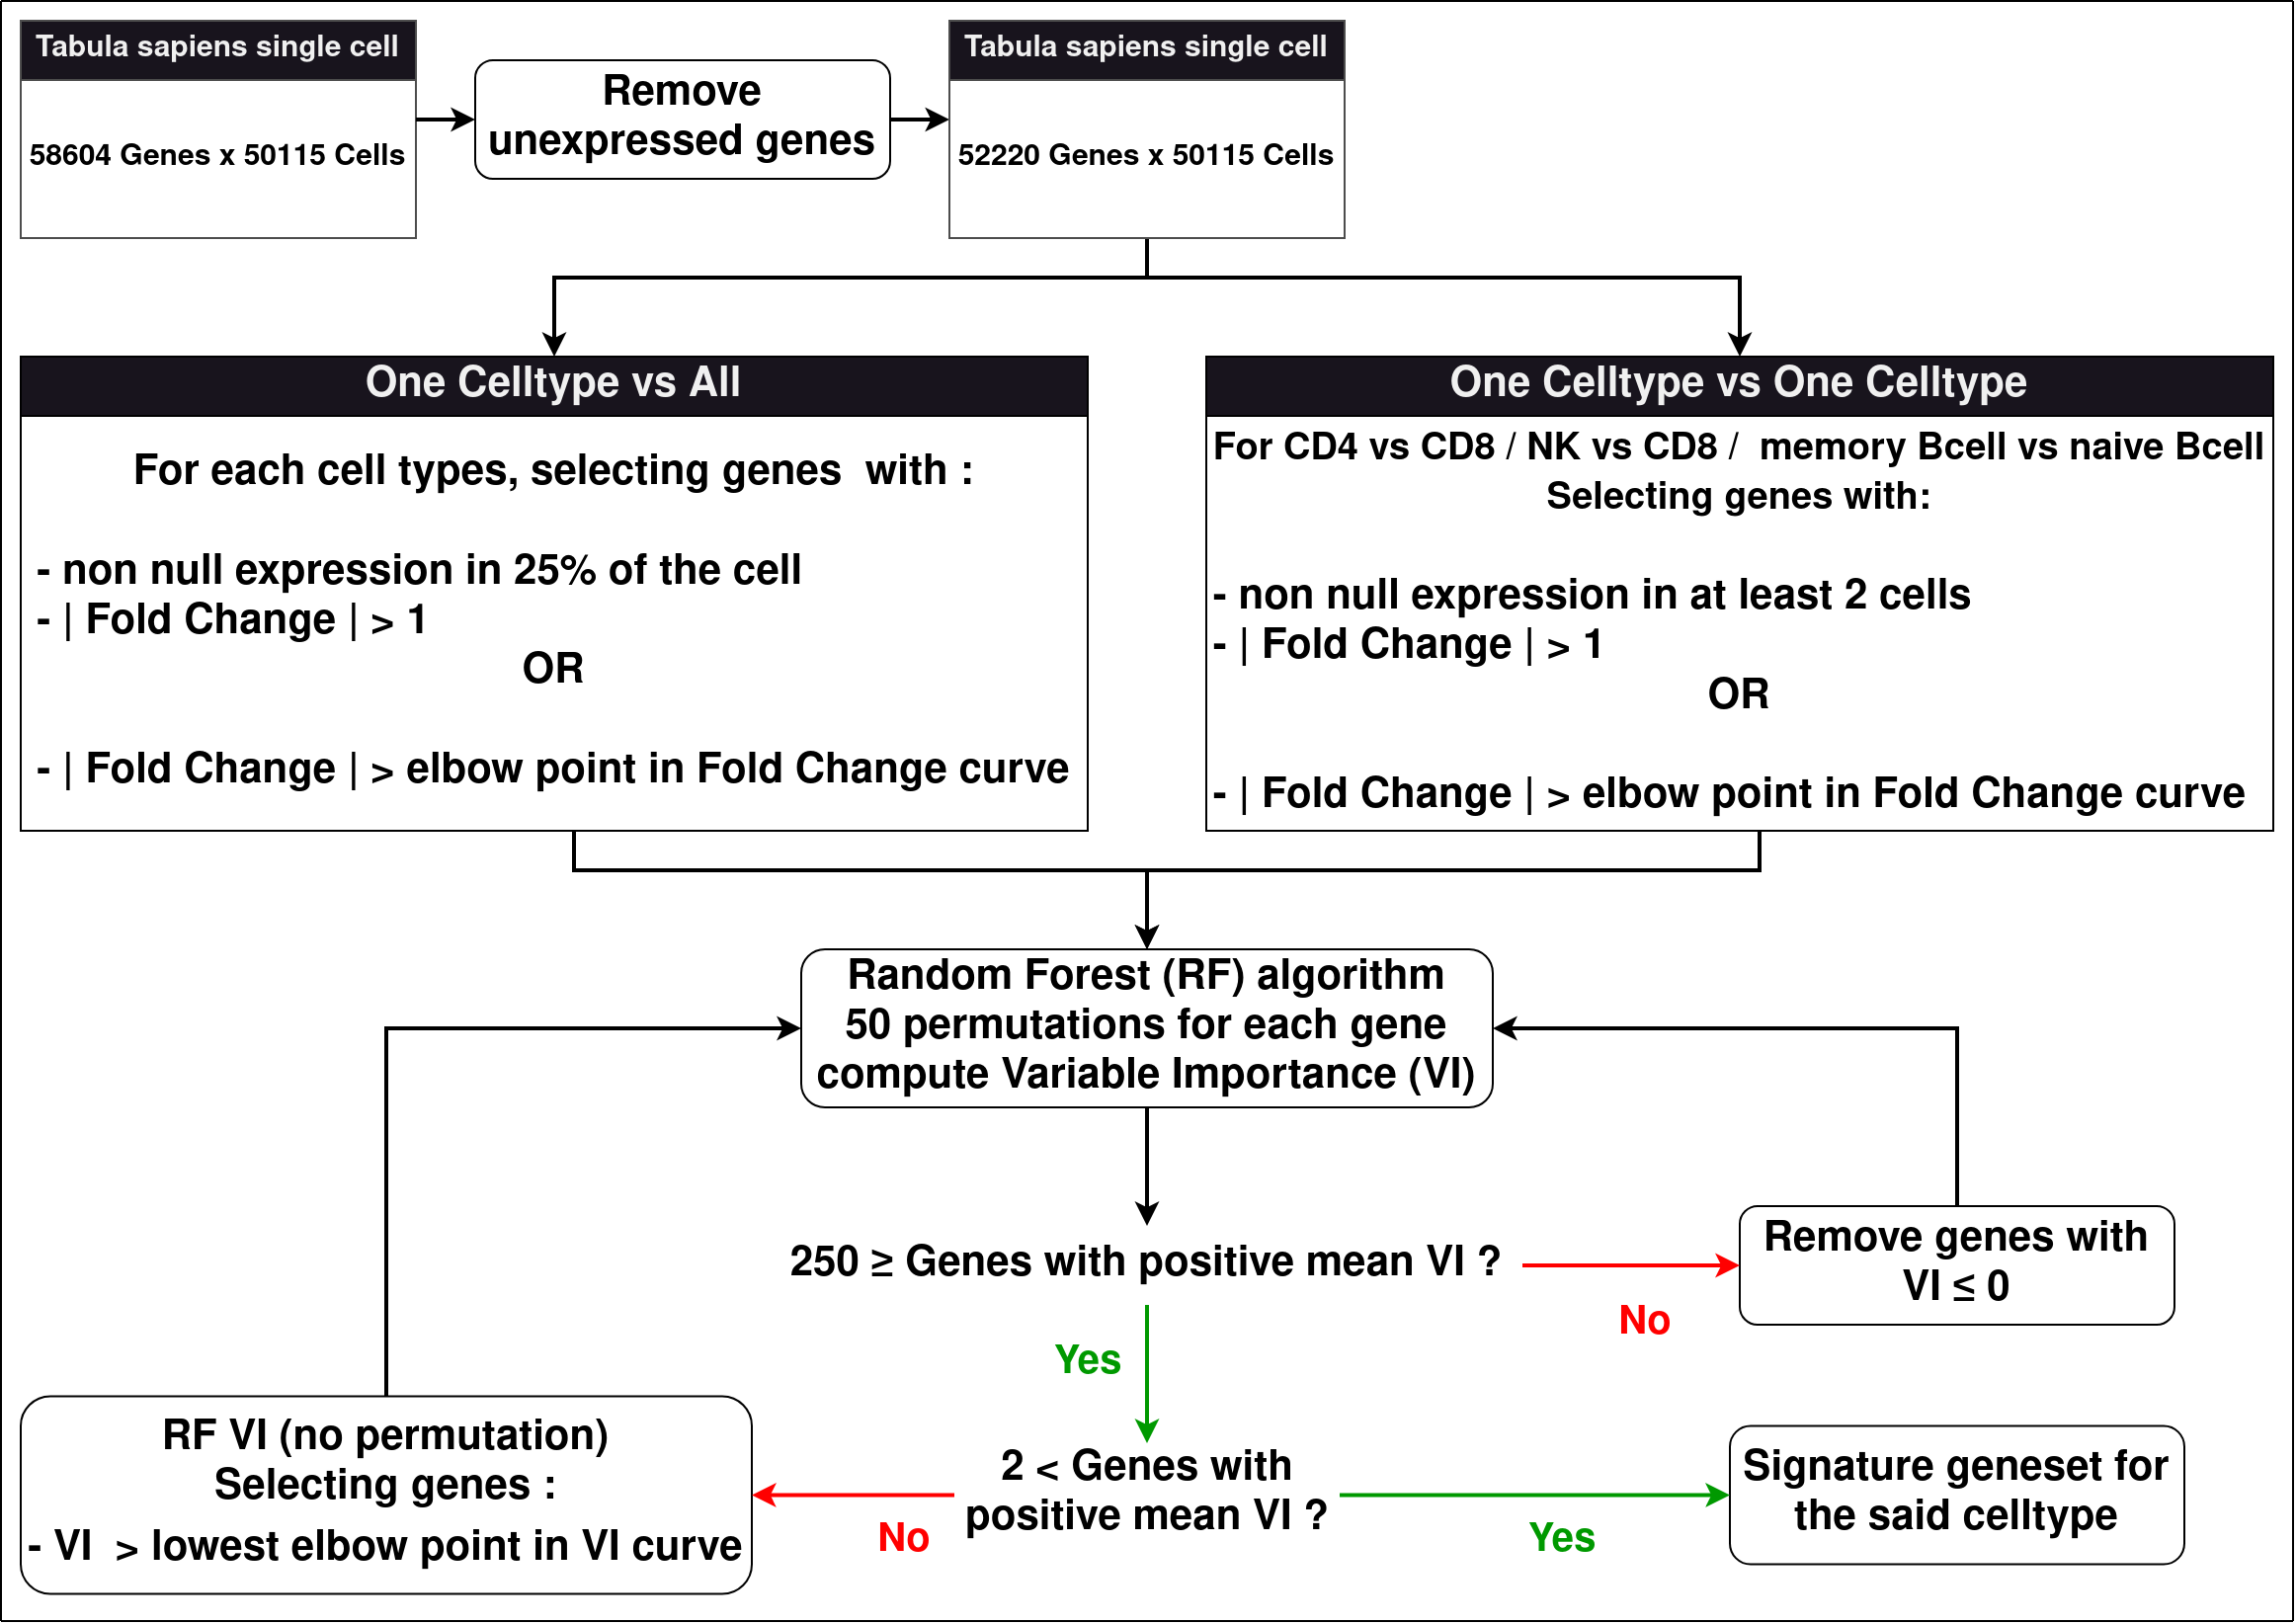 Tabula sapiens single cell
58604 Genes x 50115 Cells
Remove
unexpressed genes
Tabula sapiens single cell
52220 Genes x 50115 Cells
One Celltype vs All
For each cell types, selecting genes  with :
- non null expression in 25% of the cell
- | Fold Change | > 1
OR
- | Fold Change | > elbow point in Fold Change curve
One Celltype vs One Celltype
For CD4 vs CD8 / NK vs CD8 /  memory Bcell vs naive Bcell
Selecting genes with:
- non null expression in at least 2 cells
- | Fold Change | > 1
OR
- | Fold Change | > elbow point in Fold Change curve
Random Forest (RF) algorithm
50 permutations for each gene
compute Variable Importance (VI)
250 ≥ Genes with positive mean VI ?
No
Remove genes with
VI ≤ 0
Yes
2 < Genes with
positive mean VI ?
No
RF VI (no permutation)
Selecting genes :
- VI  > lowest elbow point in VI curve
Yes
Signature geneset for
the said celltype